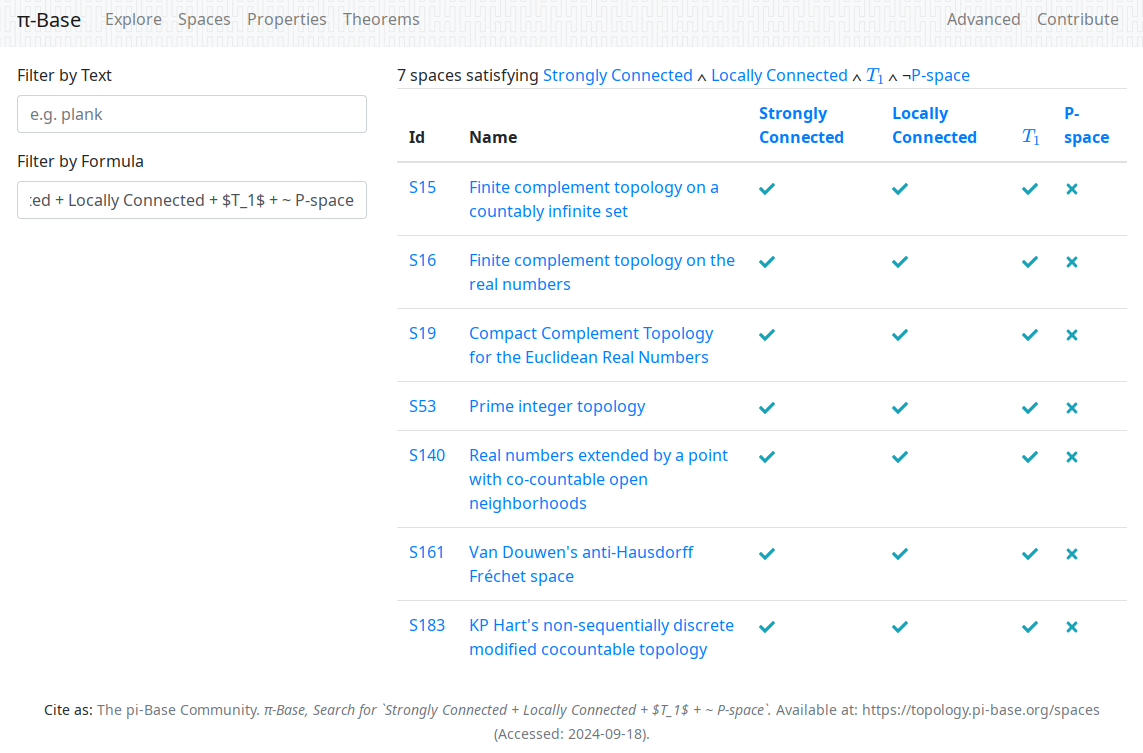 π-Base Explore Spaces Properties Theorems Advanced Contribute
Filter by Text
e.g. plank
Filter by Formula
ted + Locally Connected + $T_1$ + ~ P-space
7 spaces satisfying Strongly Connected ∧ Locally Connected ∧ T₁ ∧ ¬P-space
Id Name Strongly Connected Locally Connected T₁ P-space
S15 Finite complement topology on a
countably infinite set
S16 Finite complement topology on the
real numbers
S19 Compact Complement Topology
for the Euclidean Real Numbers
S53 Prime integer topology
S140 Real numbers extended by a point
with co-countable open
neighborhoods
S161 Van Douwen's anti-Hausdorff
Fréchet space
S183 KP Hart's non-sequentially discrete
modified cocountable topology
Cite as: The pi-Base Community. π-Base, Search for `Strongly Connected + Locally Connected + $T_1$ + ~ P-space`. Available at: https://topology.pi-base.org/spaces
(Accessed: 2024-09-18).